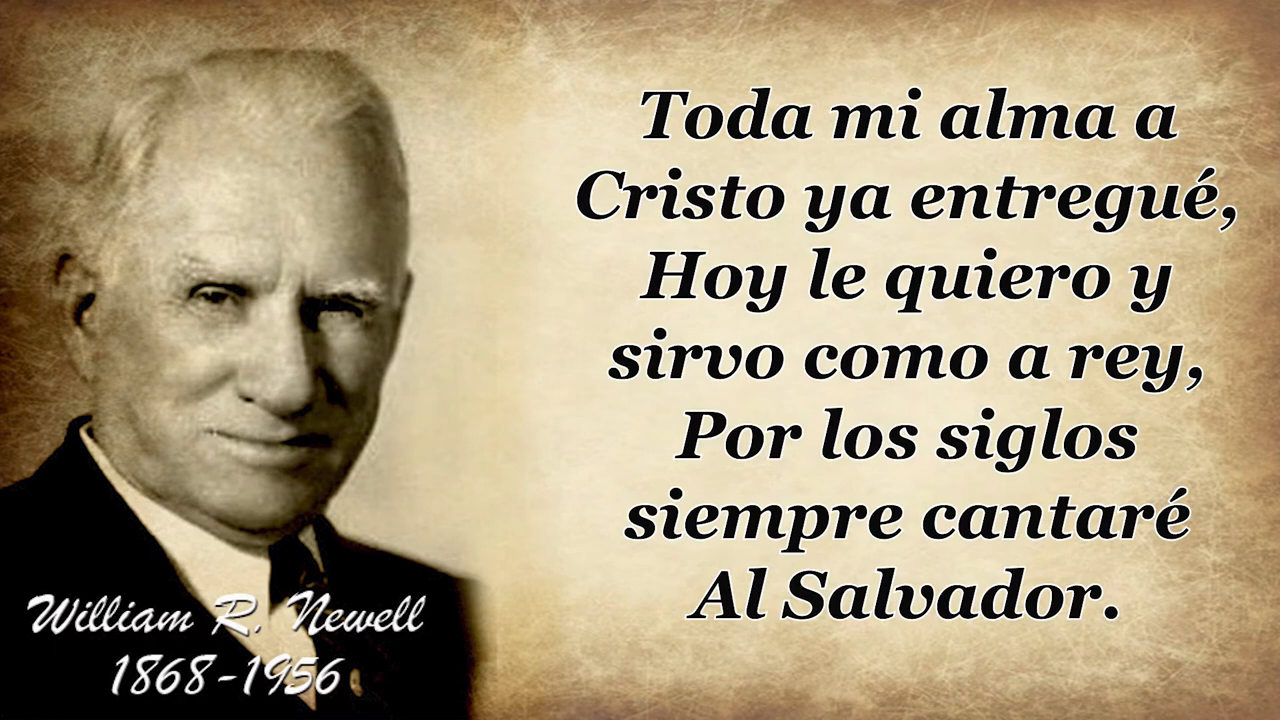 Toda mi alma a
Cristo ya entregué,
Hoy le quiero y
sirvo como a rey,
Por los siglos
siempre cantaré
Al Salvador.
William R. Newell
1868-1956